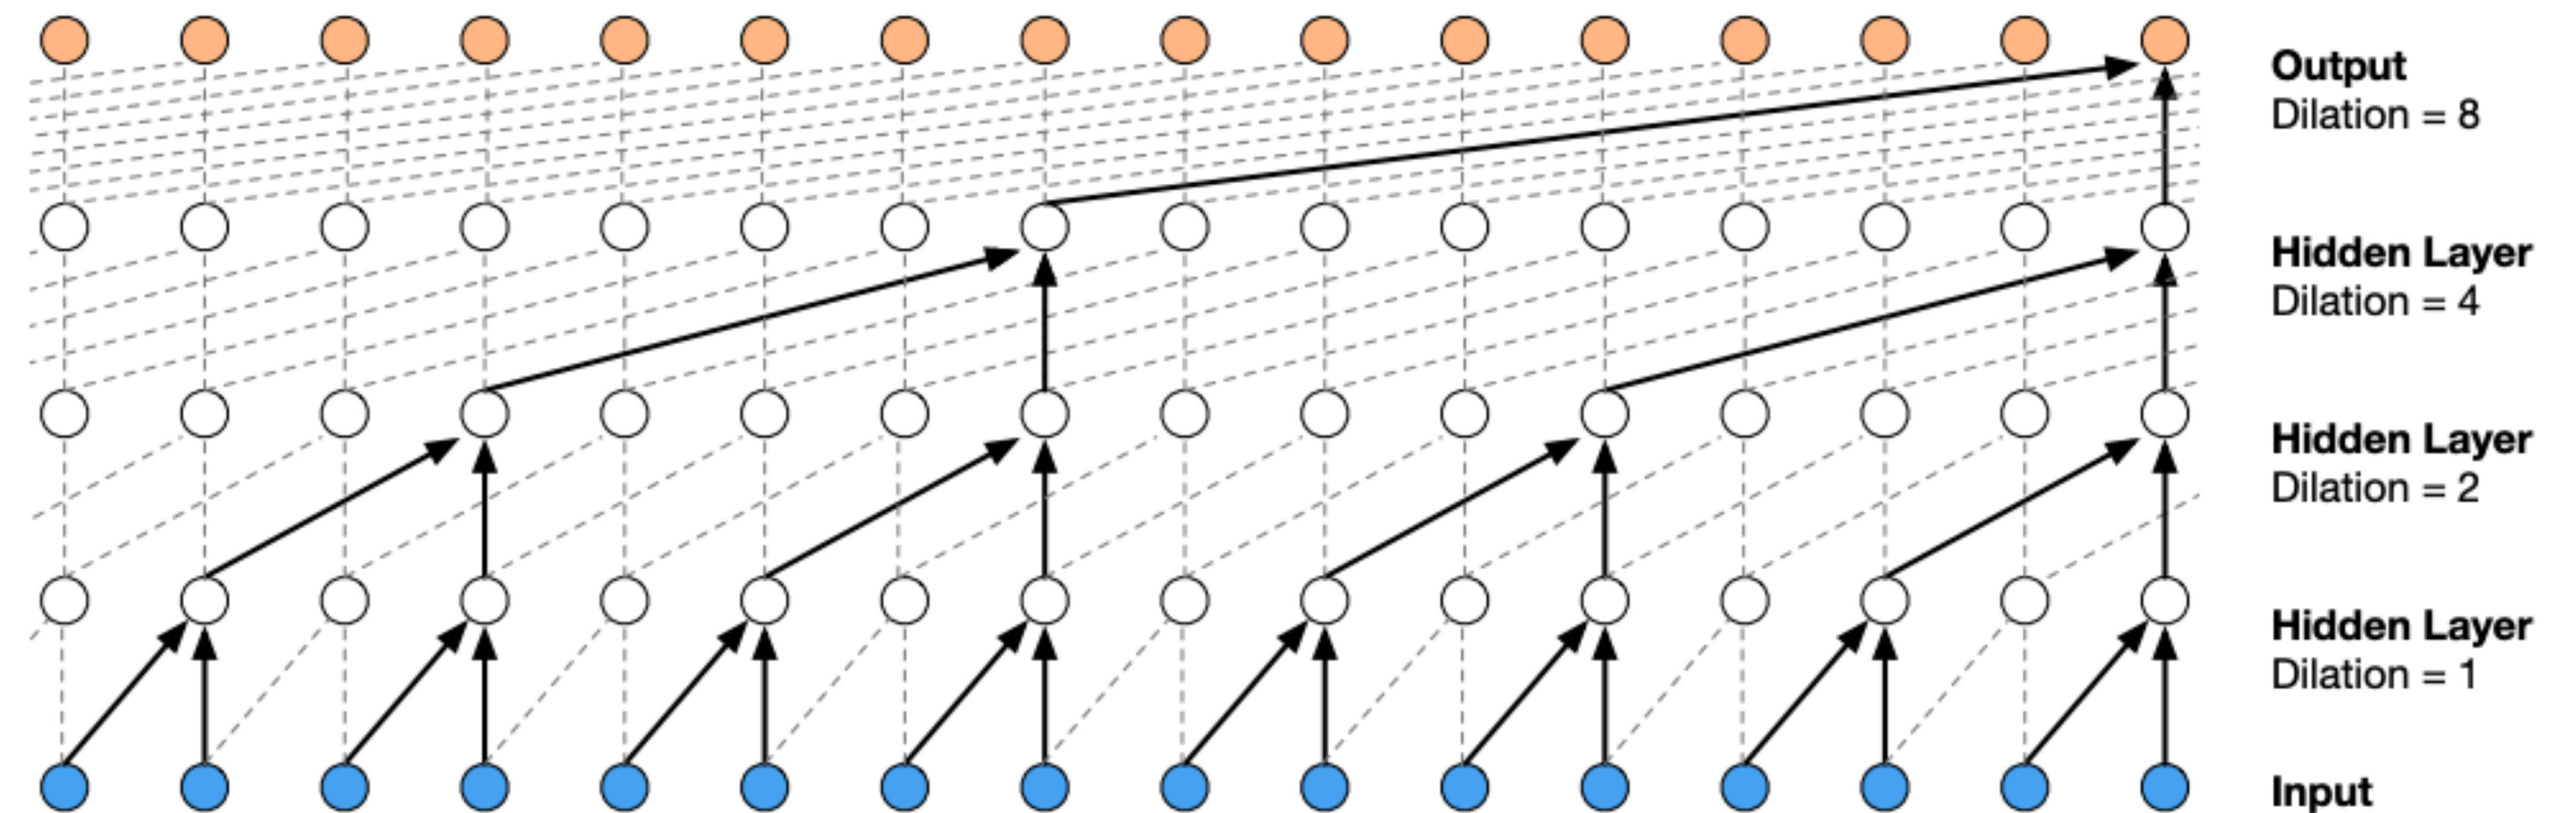 Output
Dilation = 8
Hidden Layer
Dilation = 4
Hidden Layer
Dilation = 2
Hidden Layer
Dilation = 1
Input